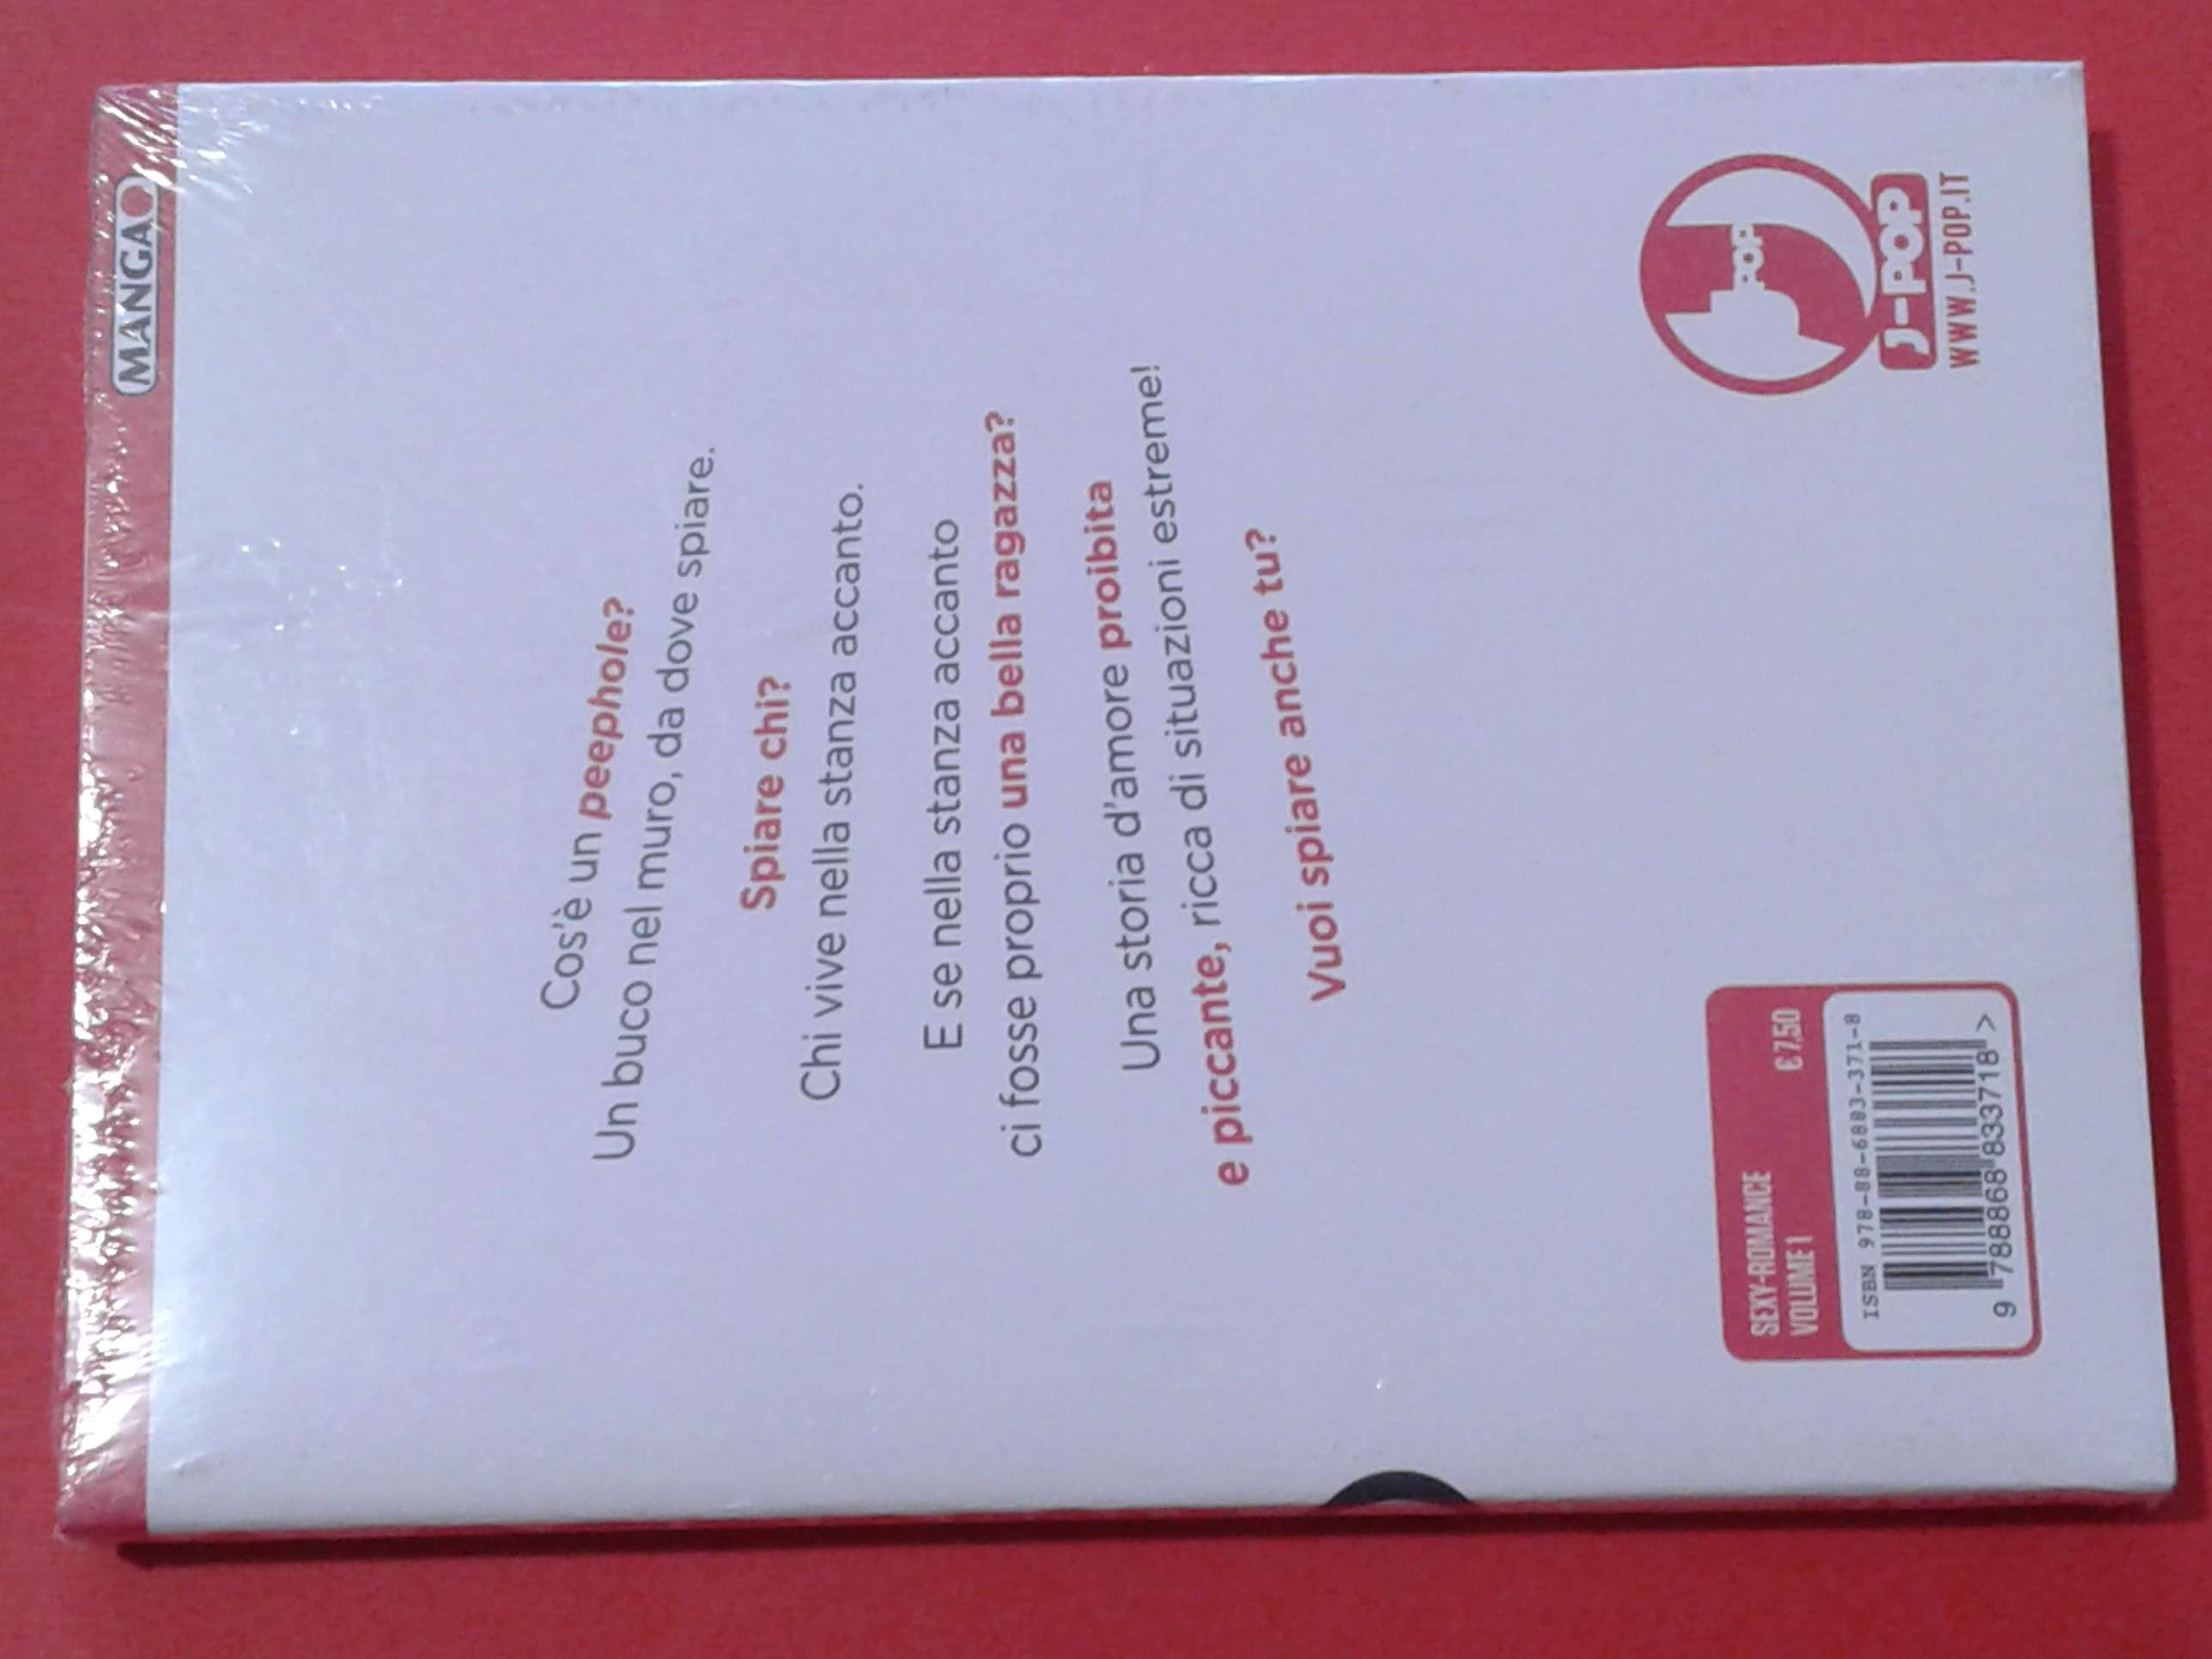 MANGA
Cos'è un peephole?
Un buco nel muro, da dove spiare.
Spiare chi?
Chi vive nella stanza accanto.
E se nella stanza accanto
ci fosse proprio una bella ragazza?
Una storia d'amore proibita
e piccante, ricca di situazioni estreme!
Vuoi spiare anche tu?
SEXY-ROMANCE
VOLUME 1 € 7,50
ISBN 978-88-6883-371-8
9 788868 833718 >
J-POP
J-POP
WWW.J-POP.IT